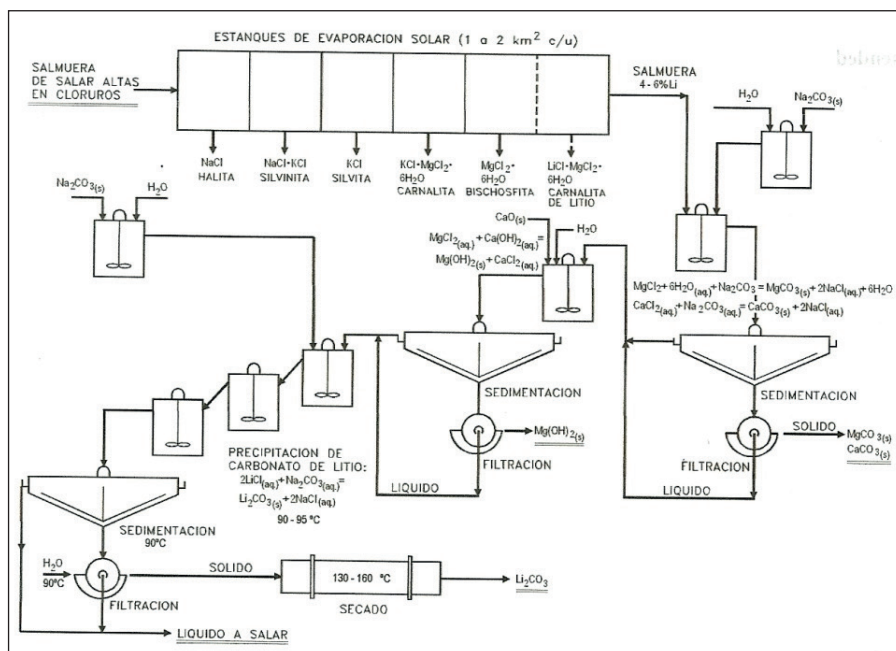 ESTANQUES DE EVAPORACION SOLAR (1 a 2 km² c/u)
SALMUERA
DE SALAR ALTAS
EN CLORUROS
SALMUERA
4-6%Li
H₂O
Na₂CO₃(s)
NaCl
HALITA
NaCl•KCl
SILVINITA
KCl
SILVITA
KCl•MgCl₂•
6H₂O
CARNALITA
MgCl₂•
6H₂O
BISCHOSFITA
LiCl•MgCl₂•
6H₂O
CARNALITA
DE LITIO
Na₂CO₃(s)
H₂O
CaO(s)
H₂O
MgCl₂(aq.)+Ca(OH)₂(aq.)=
Mg(OH)₂(s)+CaCl₂(aq.)
MgCl₂+6H₂O(aq.)+Na₂CO₃=MgCO₃(s)+2NaCl(aq.)+6H₂O
CaCl₂(aq.)+Na₂CO₃(aq.)=CaCO₃(s)+2NaCl(aq.)
SEDIMENTACION
SEDIMENTACION
SOLIDO
MgCO₃(s)
CaCO₃(s)
FILTRACION
LIQUIDO
Mg(OH)₂(s)
FILTRACION
LIQUIDO
PRECIPITACION DE
CARBONATO DE LITIO:
2LiCl(aq.)+Na₂CO₃(aq.)=
Li₂CO₃(s)+2NaCl(aq.)
90-95 ºC
SEDIMENTACION
90ºC
H₂O
90ºC
FILTRACION
SOLIDO
130-160 ºC
SECADO
Li₂CO₃
LIQUIDO A SALAR